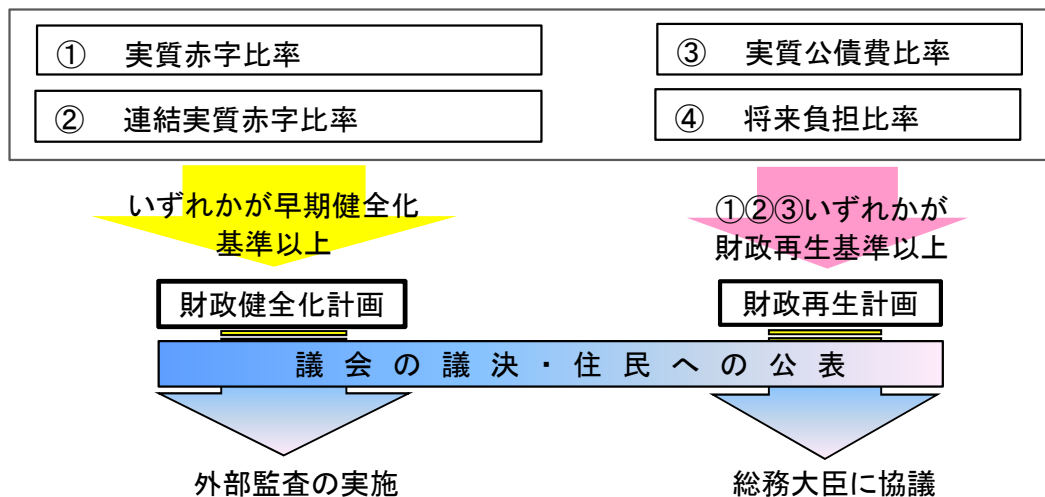 ① 実質赤字比率
② 連結実質赤字比率
③ 実質公債費比率
④ 将来負担比率
いずれかが早期健全化
基準以上
①②③いずれかが
財政再生基準以上
財政健全化計画
財政再生計画
議会の議決・住民への公表
外部監査の実施
総務大臣に協議